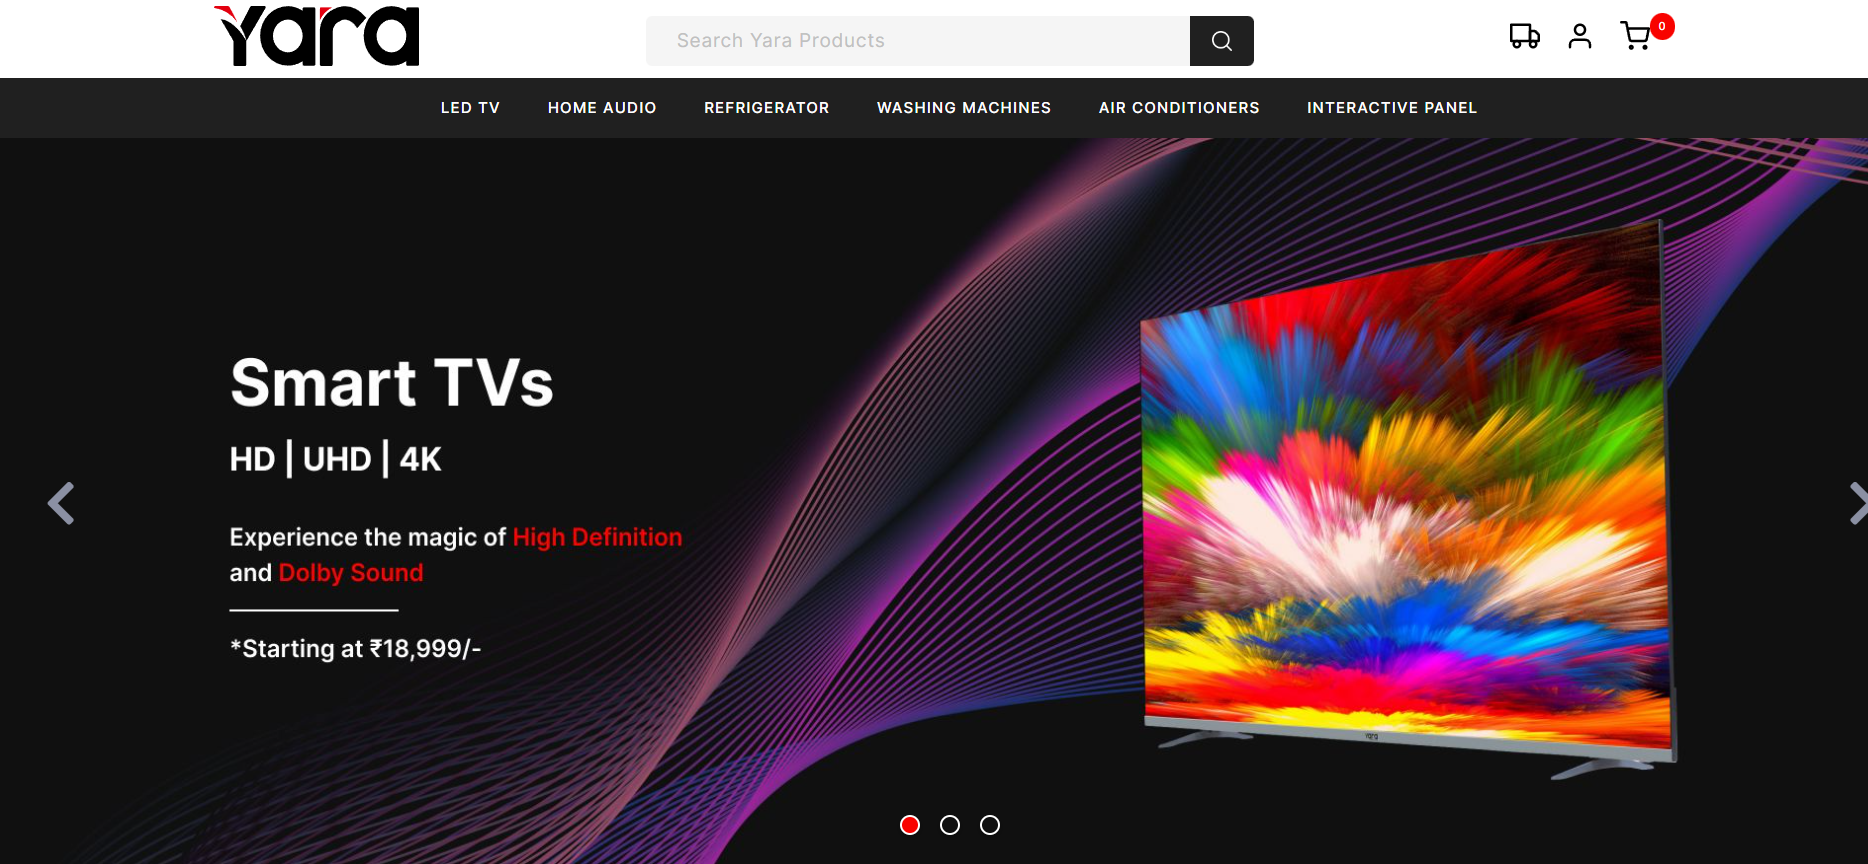 Yara
Search Yara Products
0
LED TV HOME AUDIO REFRIGERATOR WASHING MACHINES AIR CONDITIONERS INTERACTIVE PANEL
Smart TVs
HD | UHD | 4K
Experience the magic of High Definition
and Dolby Sound
*Starting at ₹18,999/-
Yara